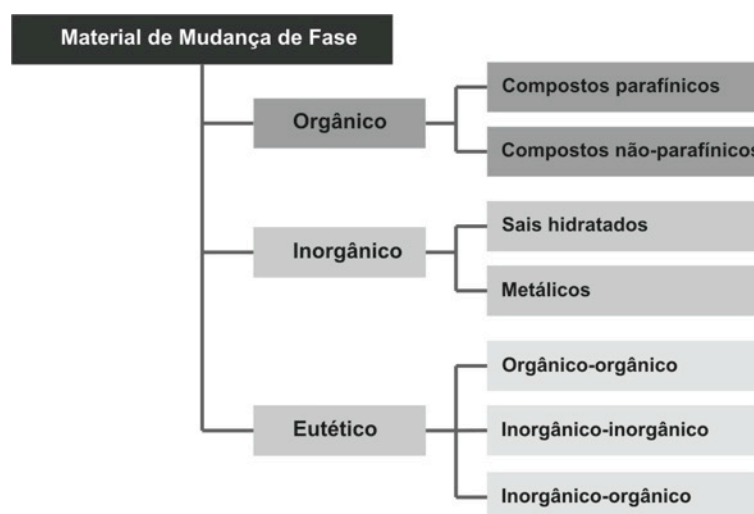 Material de Mudança de Fase
Orgânico
Compostos parafínicos
Compostos não-parafínicos
Inorgânico
Sais hidratados
Metálicos
Eutético
Orgânico-orgânico
Inorgânico-inorgânico
Inorgânico-orgânico